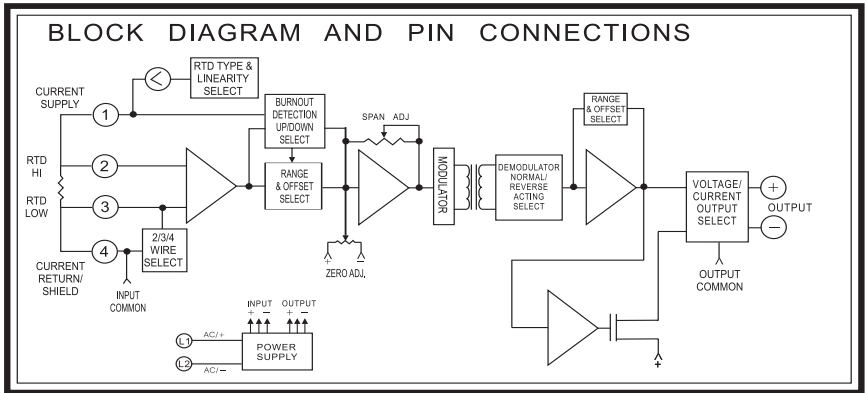 BLOCK DIAGRAM AND PIN CONNECTIONS
RTD TYPE &
LINEARITY
SELECT
<
CURRENT
SUPPLY
1
BURNOUT
DETECTION
UP/DOWN
SELECT
SPAN ADJ
RANGE
& OFFSET
SELECT
RTD
HI
2
RTD
LOW
3
RANGE
& OFFSET
SELECT
MODULATOR
DEMODULATOR
NORMAL/
REVERSE
ACTING
SELECT
VOLTAGE/
CURRENT
OUTPUT
SELECT
+
OUTPUT
−
4
2/3/4
WIRE
SELECT
CURRENT
RETURN/
SHIELD
INPUT
COMMON
+ −
ZERO ADJ.
OUTPUT
COMMON
INPUT OUTPUT
+ − + −
L1 AC/+
POWER
SUPPLY
L2 AC/−
+